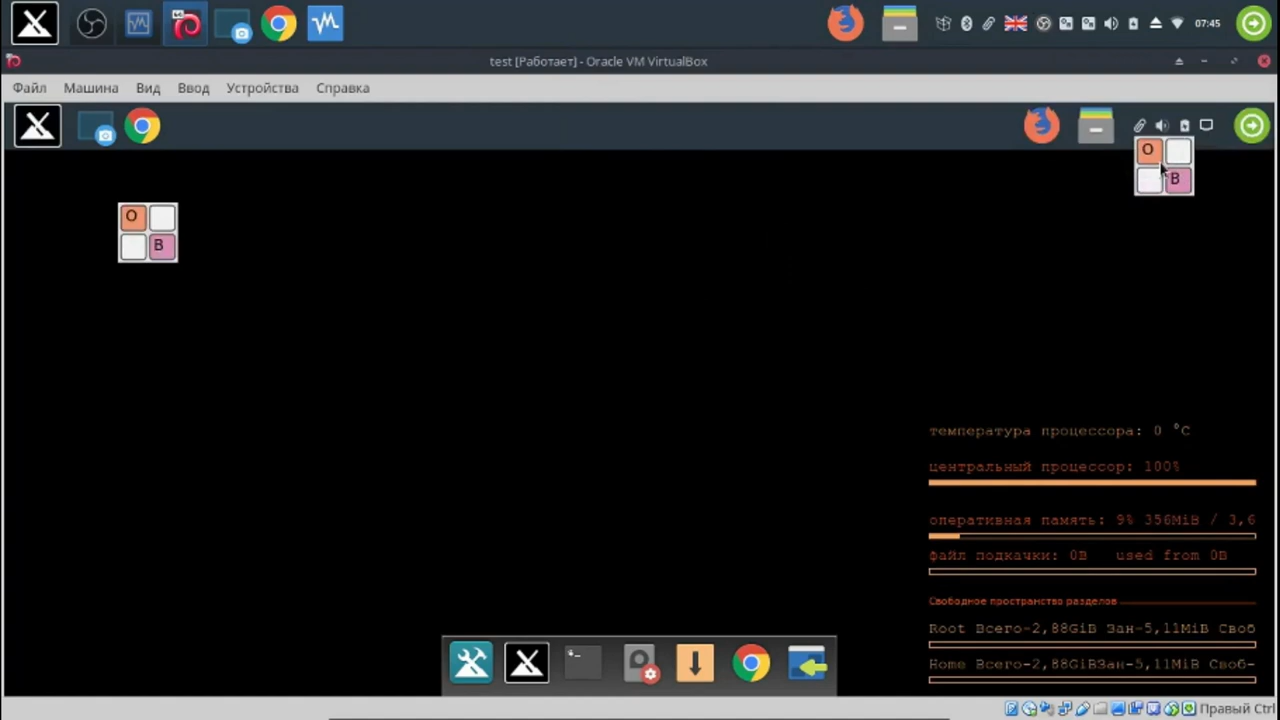 07:45
test [Работает] - Oracle VM VirtualBox
Файл Машина Вид Ввод Устройства Справка
O
B
O
B
температура процессора: 0 °C
центральный процессор: 100%
оперативная память: 9% 356MiB / 3,6
файл подкачки: 0B used from 0B
Свободное пространство разделов
Root Всего-2,88GiB Зан-5,11MiB Своб
Home Всего-2,88GiBЗан-5,11MiB Своб-
Правый Ctrl